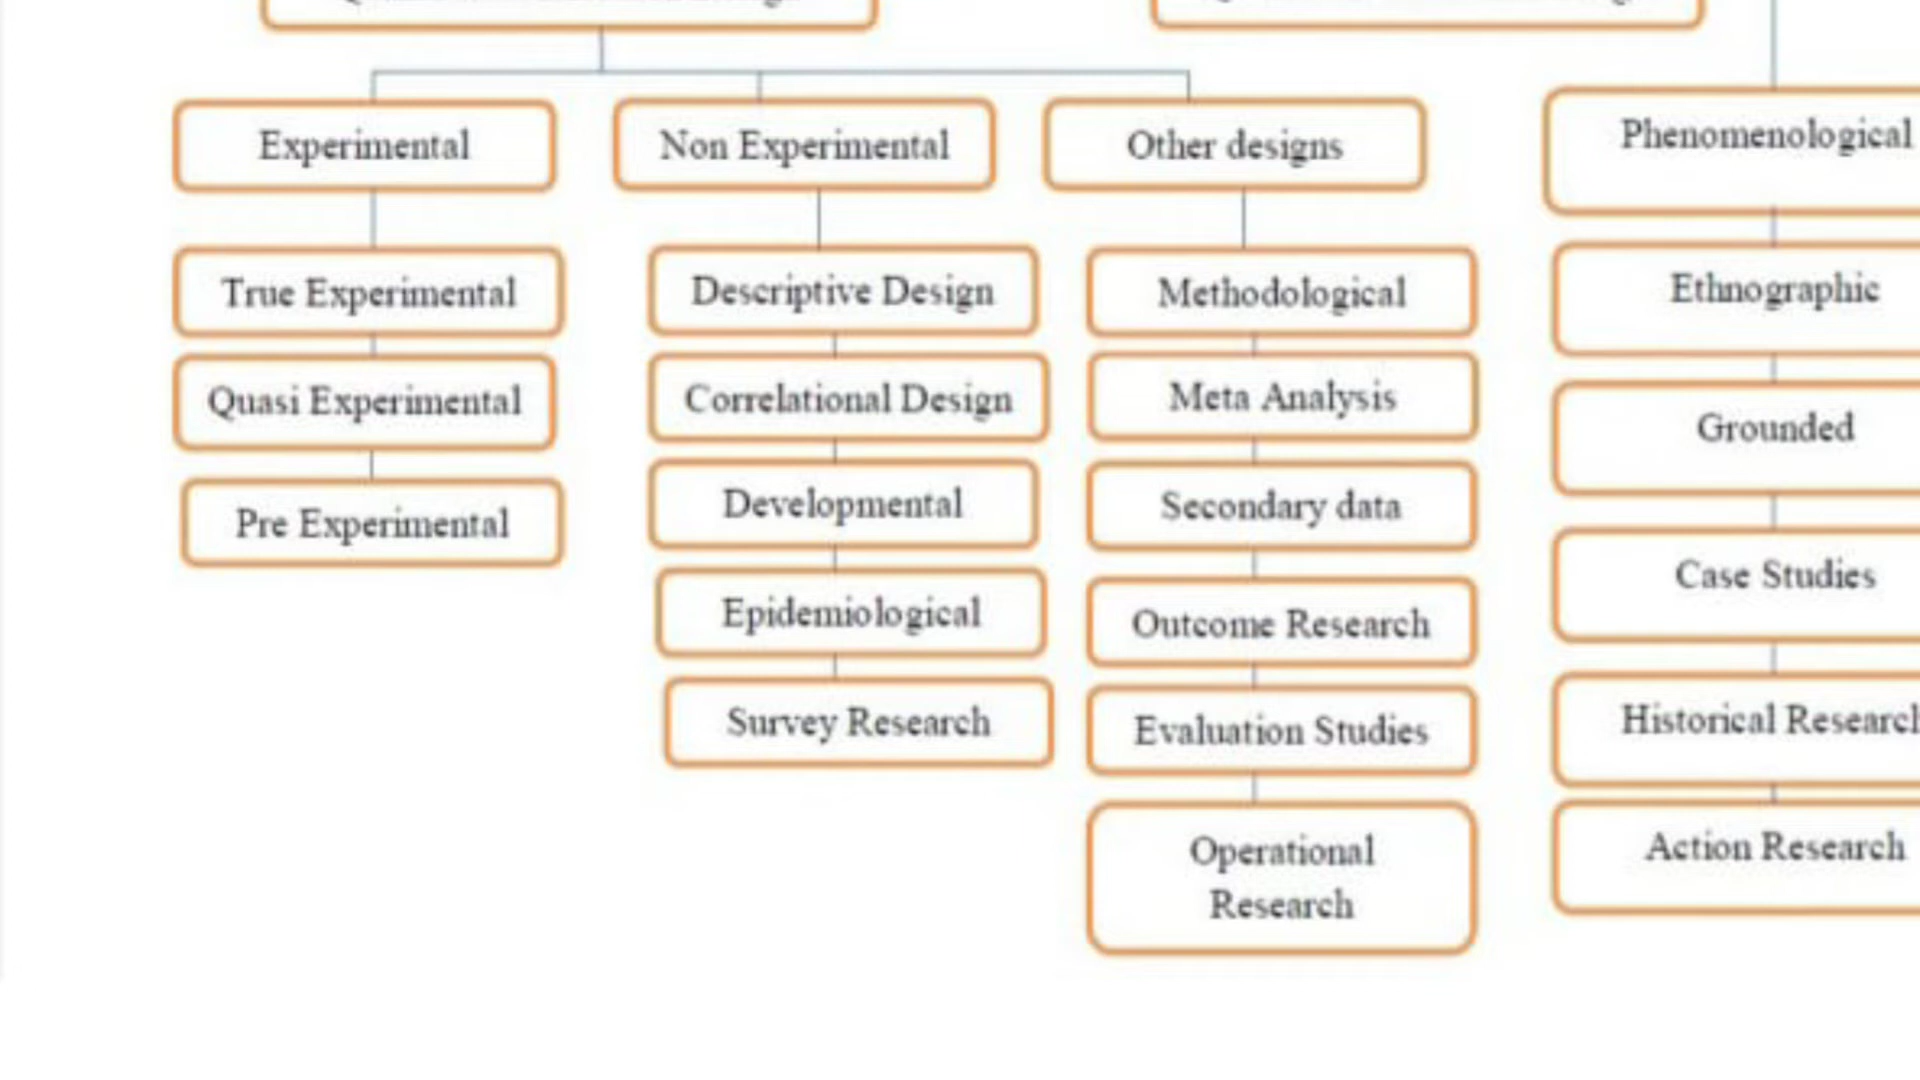 Experimental
Non Experimental
Other designs
Phenomenological
True Experimental
Descriptive Design
Methodological
Ethnographic
Quasi Experimental
Correlational Design
Meta Analysis
Grounded
Pre Experimental
Developmental
Secondary data
Case Studies
Epidemiological
Outcome Research
Survey Research
Evaluation Studies
Historical Research
Operational
Research
Action Research